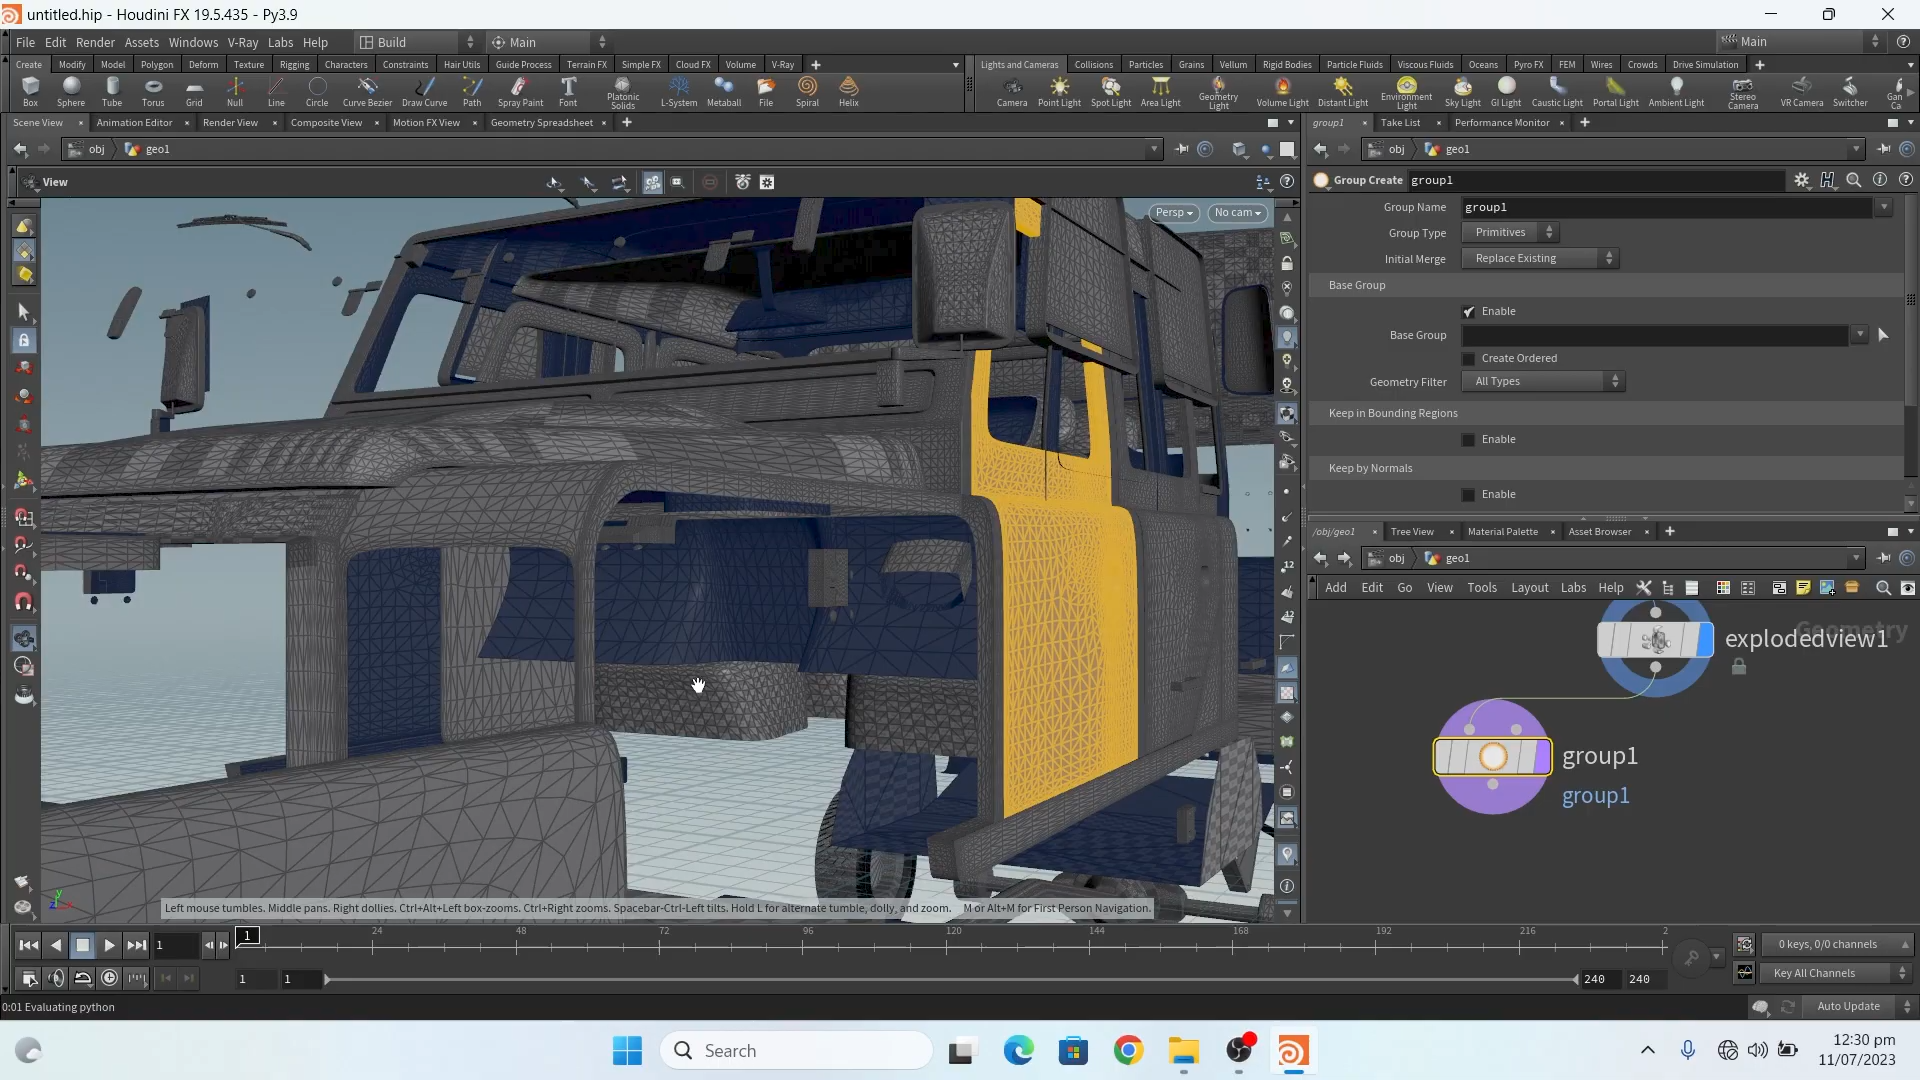 untitled.hip - Houdini FX 19.5.435 - Py3.9
File Edit Render Assets Windows V-Ray Labs Help Build Main Main
Create Modify Model Polygon Deform Texture Rigging Characters Constraints Hair Utils Guide Process Terrain FX Simple FX Cloud FX Volume V-Ray
Lights and Cameras Collisions Particles Grains Vellum Rigid Bodies Particle Fluids Viscous Fluids Oceans Pyro FX FEM Wires Crowds Drive Simulation
Box Sphere Tube Torus Grid Null Line Circle Curve Bezier Draw Curve Path Spray Paint Font Platonic Solids L-System Metaball File Spiral Helix
Camera Point Light Spot Light Area Light Geometry Light Volume Light Distant Light Environment Light Sky Light GI Light Caustic Light Portal Light Ambient Light Stereo Camera VR Camera Switcher Gan Ca
Scene View Animation Editor Render View Composite View Motion FX View Geometry Spreadsheet
group1 Take List Performance Monitor
obj geo1
obj geo1
View
Persp No cam
Group Create group1
Group Name group1
Group Type Primitives
Initial Merge Replace Existing
Base Group
Enable
Base Group
Create Ordered
Geometry Filter All Types
Keep in Bounding Regions
Enable
Keep by Normals
Enable
/obj/geo1 Tree View Material Palette Asset Browser
obj geo1
Add Edit Go View Tools Layout Labs Help
Geometry
explodedview1
group1
group1
Left mouse tumbles. Middle pans. Right dollies. Ctrl+Alt+Left box-zooms. Ctrl+Right zooms. Spacebar-Ctrl-Left tilts. Hold L for alternate tumble, dolly, and zoom. M or Alt+M for First Person Navigation.
1 1 24 48 72 96 120 144 168 192 216 2
0 keys, 0/0 channels
1 1 240 240
Key All Channels
0:01 Evaluating python
Auto Update
Search
12:30 pm
11/07/2023